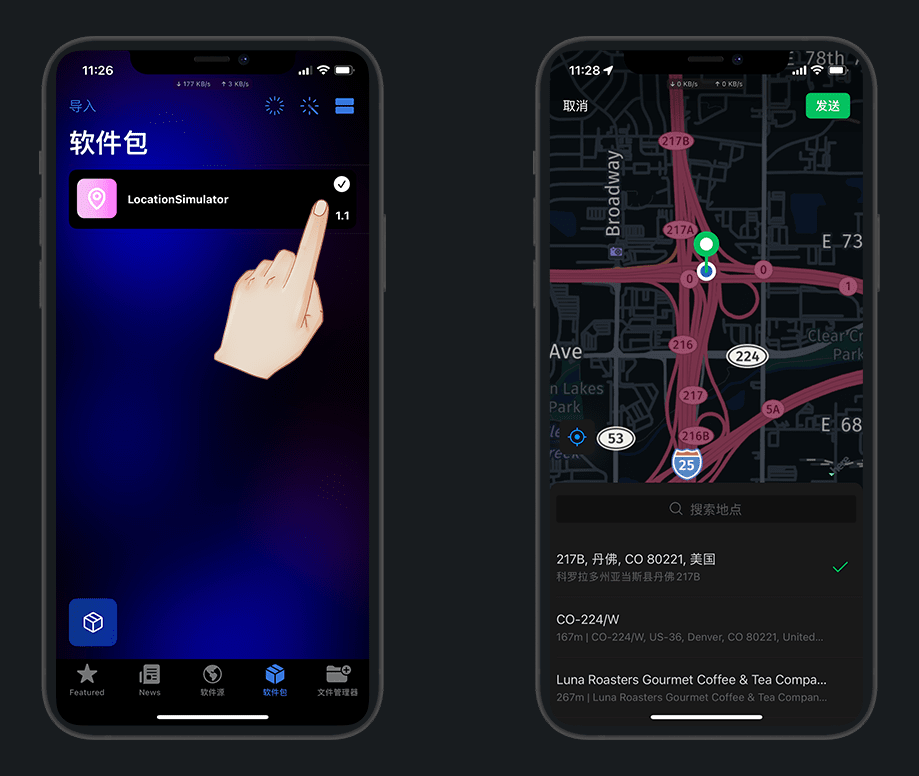 11:26
↓ 177 KB/s ↑ 3 KB/s
导入
软件包
LocationSimulator
1.1
Featured
News
软件源
软件包
文件管理器
E 78th
11:28
↓ 0 KB/s ↑ 0 KB/s
取消
发送
217B
Broadway
217A
E 73
0
0
1
216
Clear Cr
Park
Ave
224
n Lakes
Park
217
5A
E 68
53
216B
25
搜索地点
217B, 丹佛, CO 80221, 美国
科罗拉多州亚当斯县丹佛217B
CO-224/W
167m | CO-224/W, US-36, Denver, CO 80221, United...
Luna Roasters Gourmet Coffee & Tea Compa...
267m | Luna Roasters Gourmet Coffee & Tea Compan...